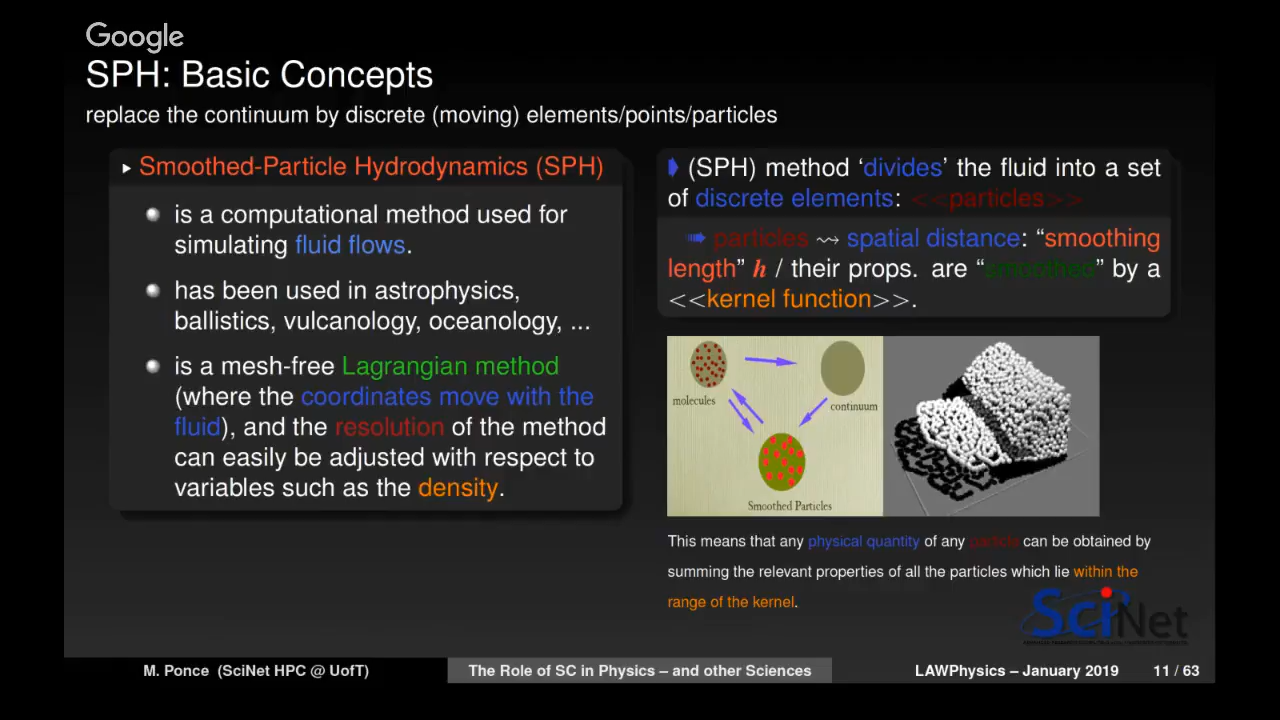 Google
SPH: Basic Concepts
replace the continuum by discrete (moving) elements/points/particles
Smoothed-Particle Hydrodynamics (SPH)
is a computational method used for
simulating fluid flows.
has been used in astrophysics,
ballistics, vulcanology, oceanology, ...
is a mesh-free Lagrangian method
(where the coordinates move with the
fluid), and the resolution of the method
can easily be adjusted with respect to
variables such as the density.
(SPH) method ‘divides’ the fluid into a set
of discrete elements: <<particles>>
particles ⇝ spatial distance: “smoothing
length” h / their props. are “smoothed” by a
<<kernel function>>.
molecules
continuum
Smoothed Particles
This means that any physical quantity of any particle can be obtained by
summing the relevant properties of all the particles which lie within the
range of the kernel.
SciNet
M. Ponce (SciNet HPC @ UofT)
The Role of SC in Physics – and other Sciences
LAWPhysics – January 2019
11 / 63